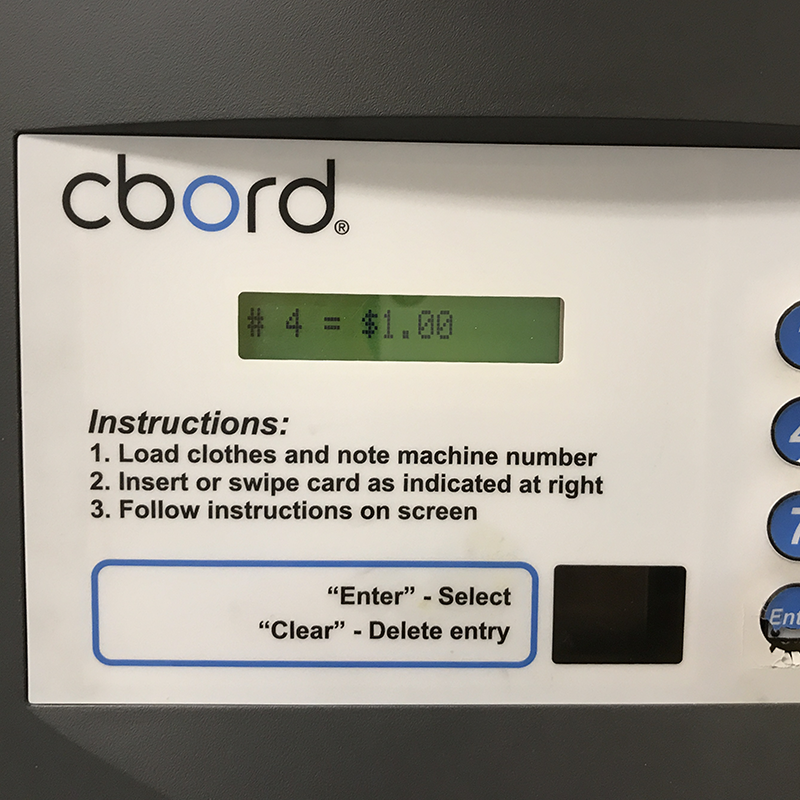 cbord®
# 4 = $1.00
Instructions:
1. Load clothes and note machine number
2. Insert or swipe card as indicated at right
3. Follow instructions on screen
7
“Enter” - Select
“Clear” - Delete entry